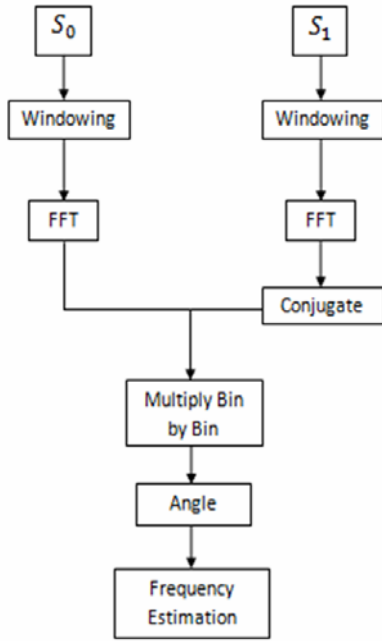 S₀
S₁
Windowing
Windowing
FFT
FFT
Conjugate
Multiply Bin
by Bin
Angle
Frequency
Estimation